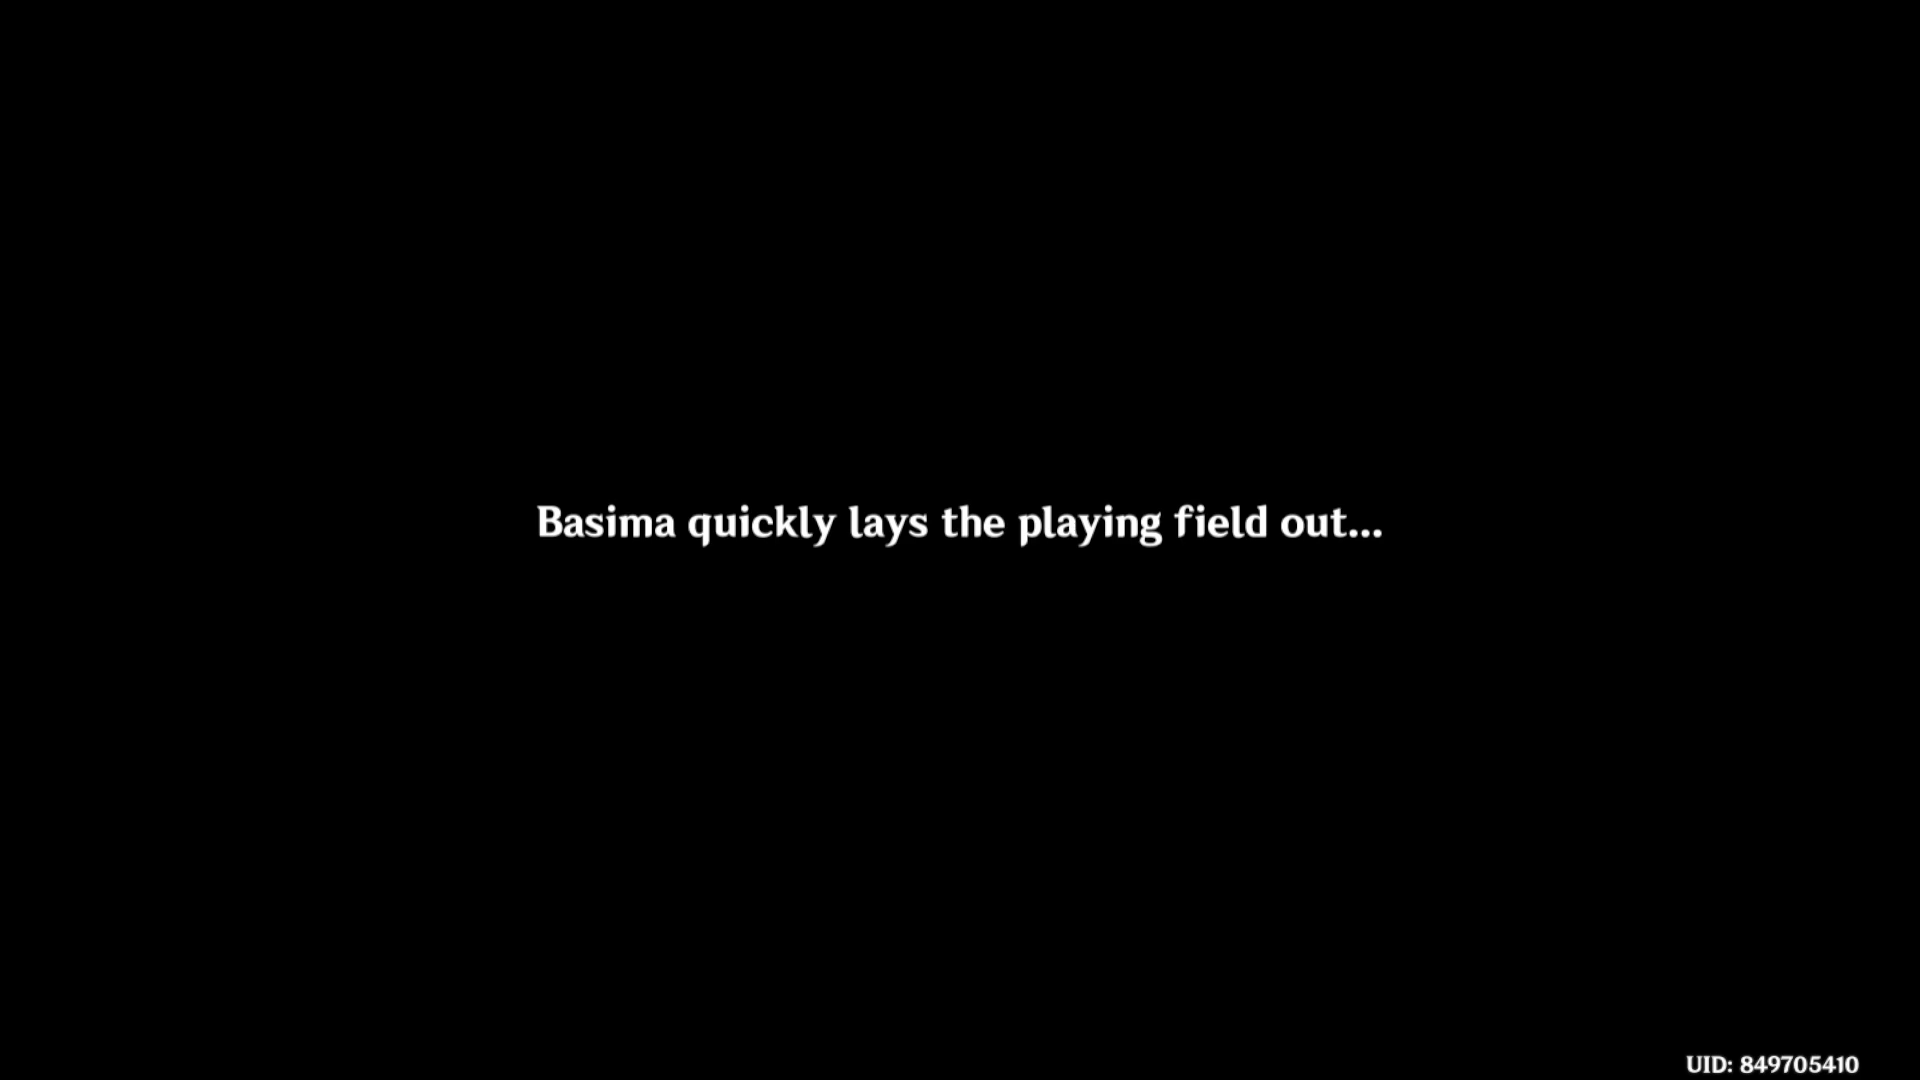 Basima quickly lays the playing field out...
UID: 849705410